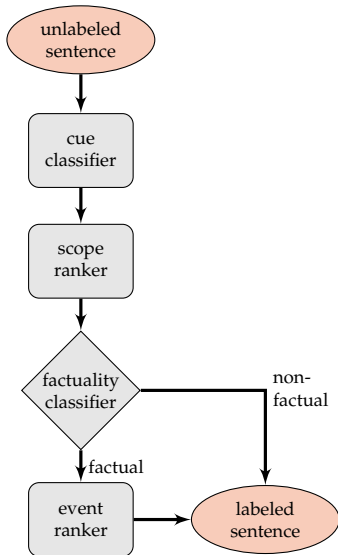 unlabeled
sentence
cue
classifier
scope
ranker
factuality
classifier
non-
factual
factual
event
ranker
labeled
sentence